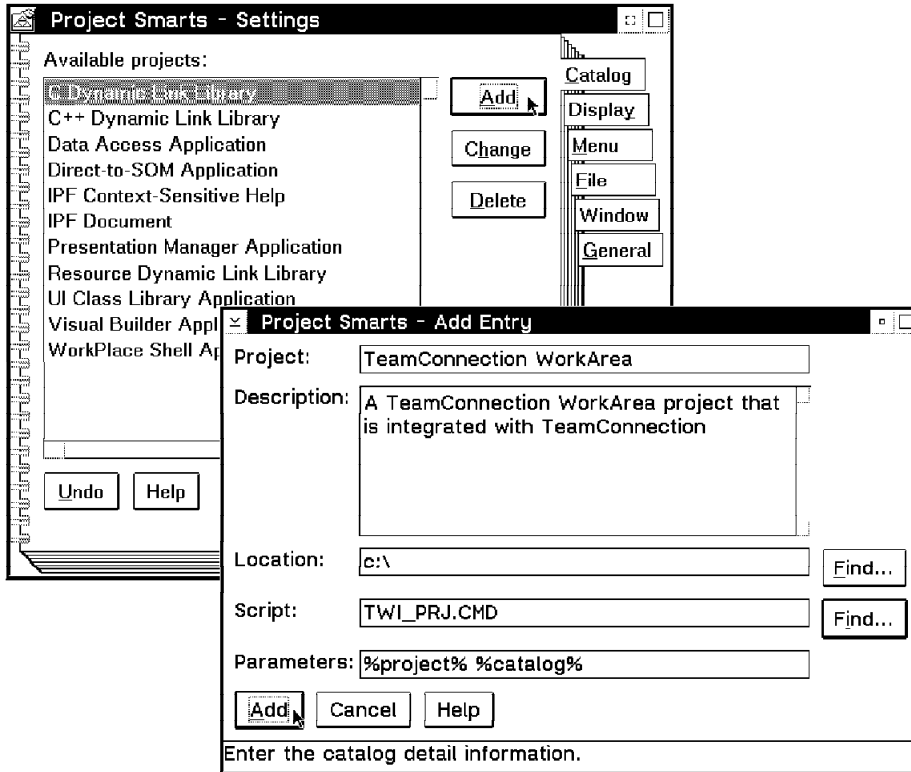 Project Smarts - Settings
Available projects:
C Dynamic Link Library
C++ Dynamic Link Library
Data Access Application
Direct-to-SOM Application
IPF Context-Sensitive Help
IPF Document
Presentation Manager Application
Resource Dynamic Link Library
UI Class Library Application
Visual Builder Appl
WorkPlace Shell Ap
Add
Change
Delete
Undo
Help
Catalog
Display
Menu
File
Window
General
Project Smarts - Add Entry
Project:
TeamConnection WorkArea
Description:
A TeamConnection WorkArea project that
is integrated with TeamConnection
Location:
c:\
Find...
Script:
TWI_PRJ.CMD
Find...
Parameters:
%project% %catalog%
Add
Cancel
Help
Enter the catalog detail information.